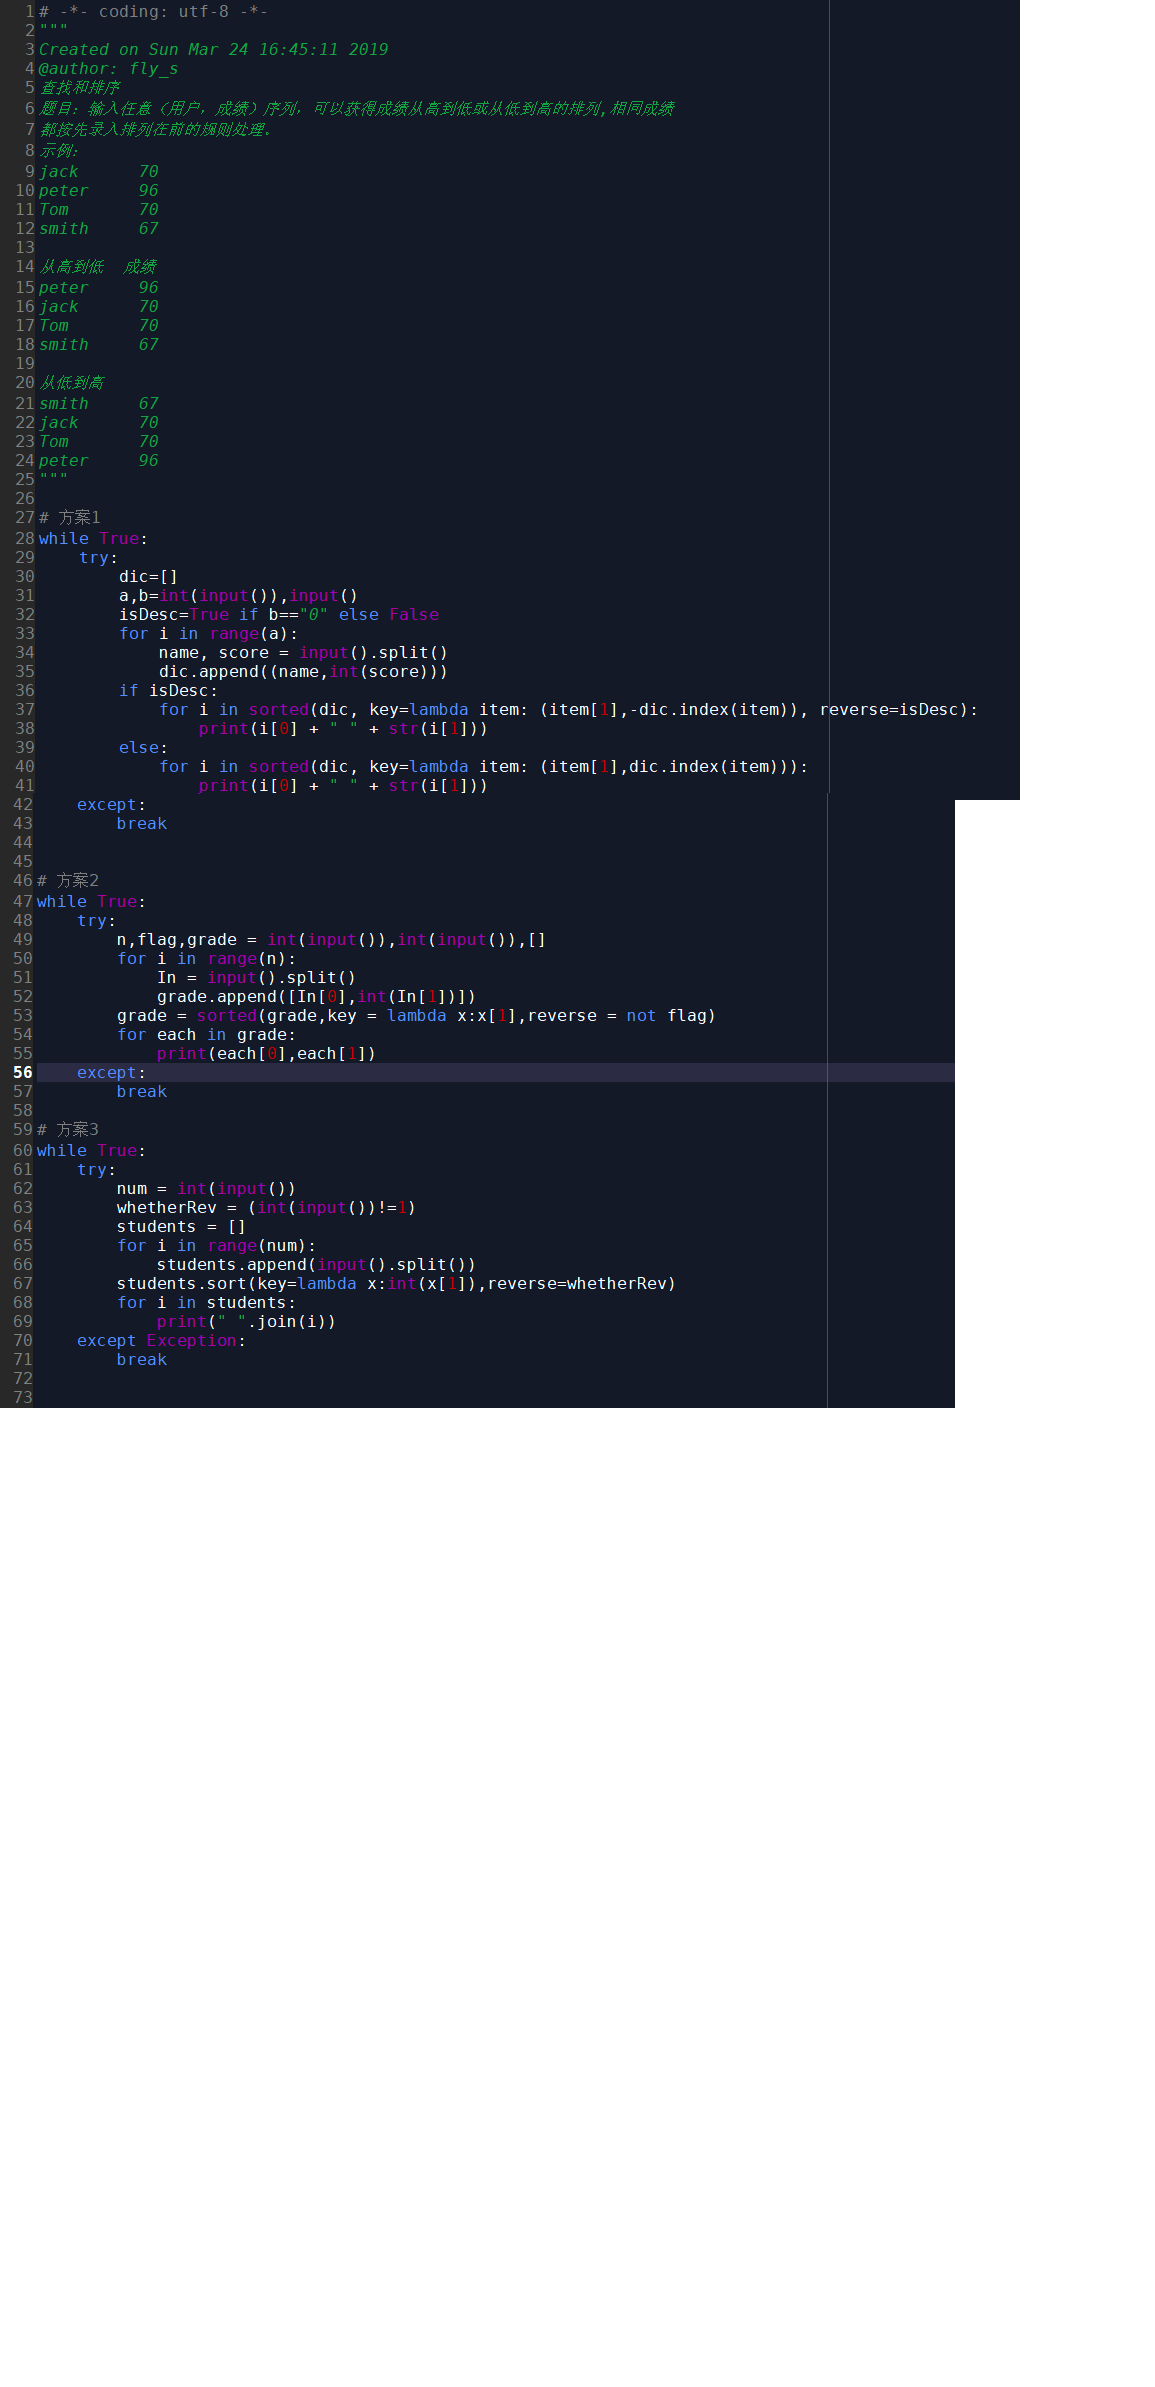 1 # -*- coding: utf-8 -*-
2 """
3 Created on Sun Mar 24 16:45:11 2019
4 @author: fly_s
5 查找和排序
6 题目：输入任意（用户，成绩）序列，可以获得成绩从高到低或从低到高的排列,相同成绩
7 都按先录入排列在前的规则处理。
8 示例：
9 jack      70
10 peter     96
11 Tom       70
12 smith     67
13
14 从高到低  成绩
15 peter     96
16 jack      70
17 Tom       70
18 smith     67
19
20 从低到高
21 smith     67
22 jack      70
23 Tom       70
24 peter     96
25 """
26
27 # 方案1
28 while True:
29     try:
30         dic=[]
31         a,b=int(input()),input()
32         isDesc=True if b=="0" else False
33         for i in range(a):
34             name, score = input().split()
35             dic.append((name,int(score)))
36         if isDesc:
37             for i in sorted(dic, key=lambda item: (item[1],-dic.index(item)), reverse=isDesc):
38                 print(i[0] + " " + str(i[1]))
39         else:
40             for i in sorted(dic, key=lambda item: (item[1],dic.index(item))):
41                 print(i[0] + " " + str(i[1]))
42     except:
43         break
44
45
46 # 方案2
47 while True:
48     try:
49         n,flag,grade = int(input()),int(input()),[]
50         for i in range(n):
51             In = input().split()
52             grade.append([In[0],int(In[1])])
53         grade = sorted(grade,key = lambda x:x[1],reverse = not flag)
54         for each in grade:
55             print(each[0],each[1])
56     except:
57         break
58
59 # 方案3
60 while True:
61     try:
62         num = int(input())
63         whetherRev = (int(input())!=1)
64         students = []
65         for i in range(num):
66             students.append(input().split())
67         students.sort(key=lambda x:int(x[1]),reverse=whetherRev)
68         for i in students:
69             print(" ".join(i))
70     except Exception:
71         break
72
73